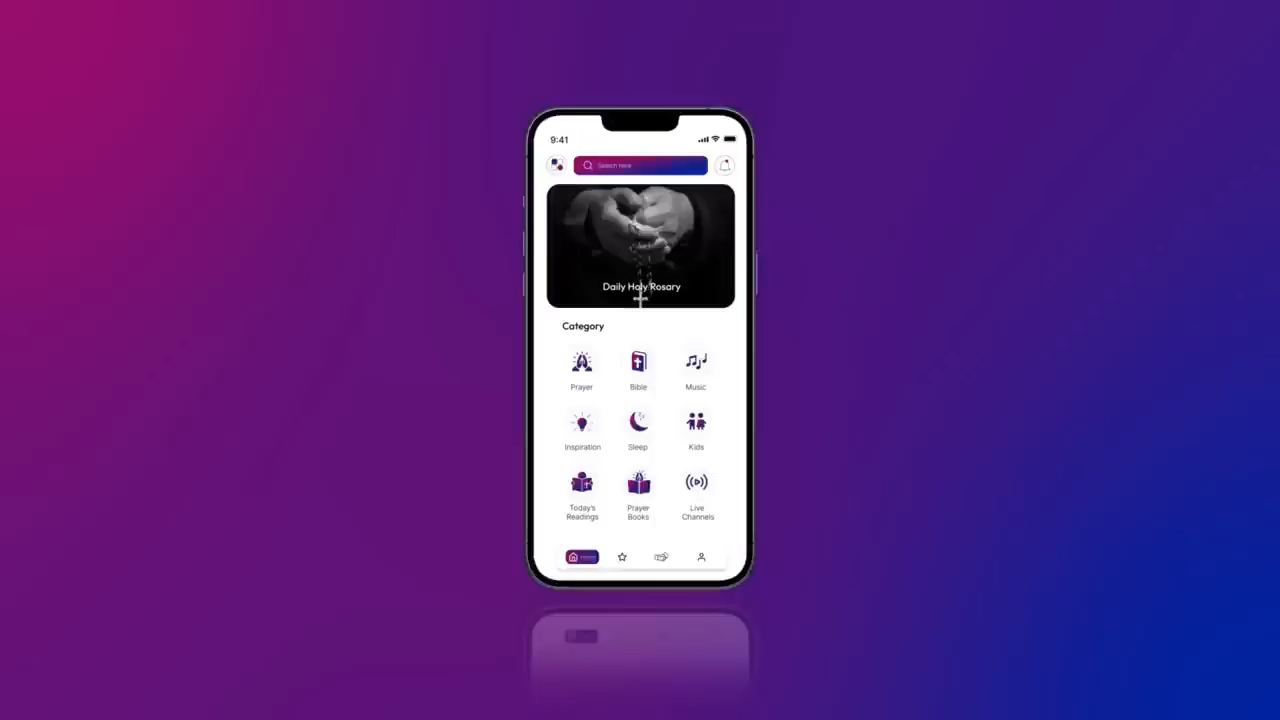 9:41
Search here
Daily Holy Rosary
Category
Prayer
Bible
Music
Inspiration
Sleep
Kids
Today's
Readings
Prayer
Books
Live
Channels